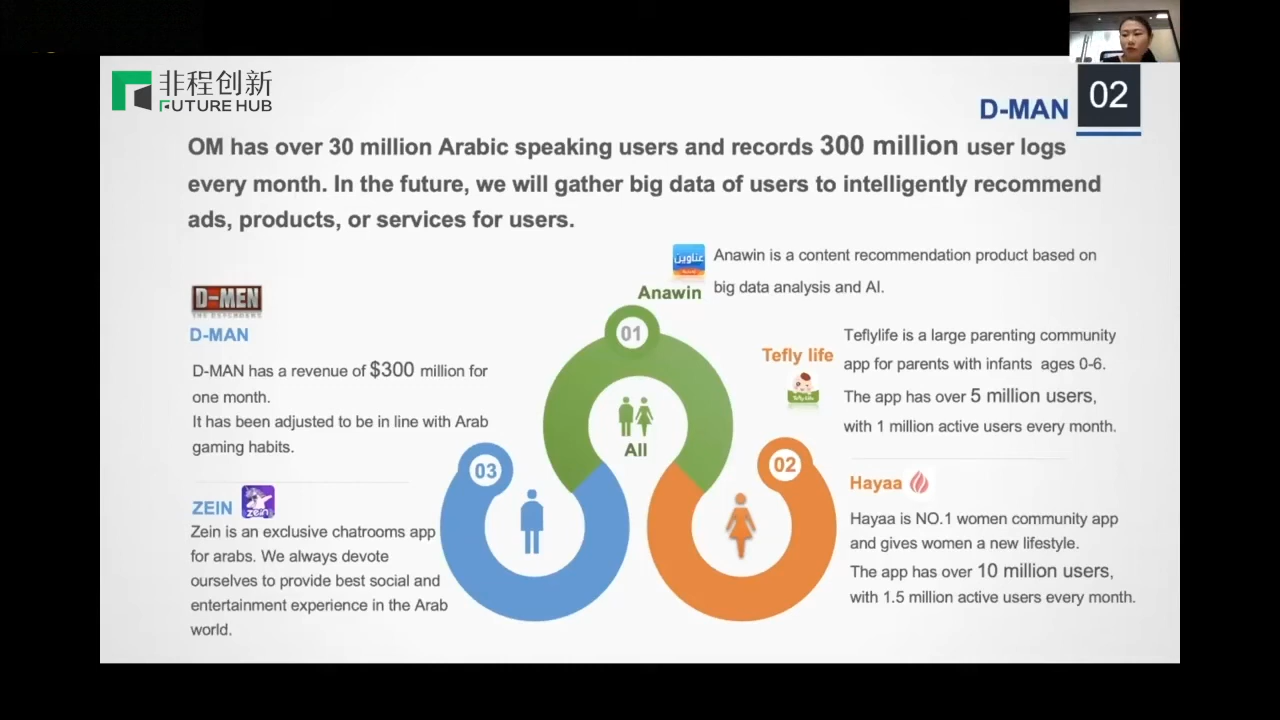 非程创新
FUTURE HUB
D-MAN
02
OM has over 30 million Arabic speaking users and records 300 million user logs
every month. In the future, we will gather big data of users to intelligently recommend
ads, products, or services for users.
عناوين
Anawin
Anawin is a content recommendation product based on
big data analysis and AI.
01
All
Tefly life
Tefly life
Teflylife is a large parenting community
app for parents with infants ages 0-6.
The app has over 5 million users,
with 1 million active users every month.
02
Hayaa
Hayaa is NO.1 women community app
and gives women a new lifestyle.
The app has over 10 million users,
with 1.5 million active users every month.
D-MEN
THE DEFENDERS
D-MAN
D-MAN has a revenue of $300 million for
one month.
It has been adjusted to be in line with Arab
gaming habits.
03
ZEIN
zein
Zein is an exclusive chatrooms app
for arabs. We always devote
ourselves to provide best social and
entertainment experience in the Arab
world.